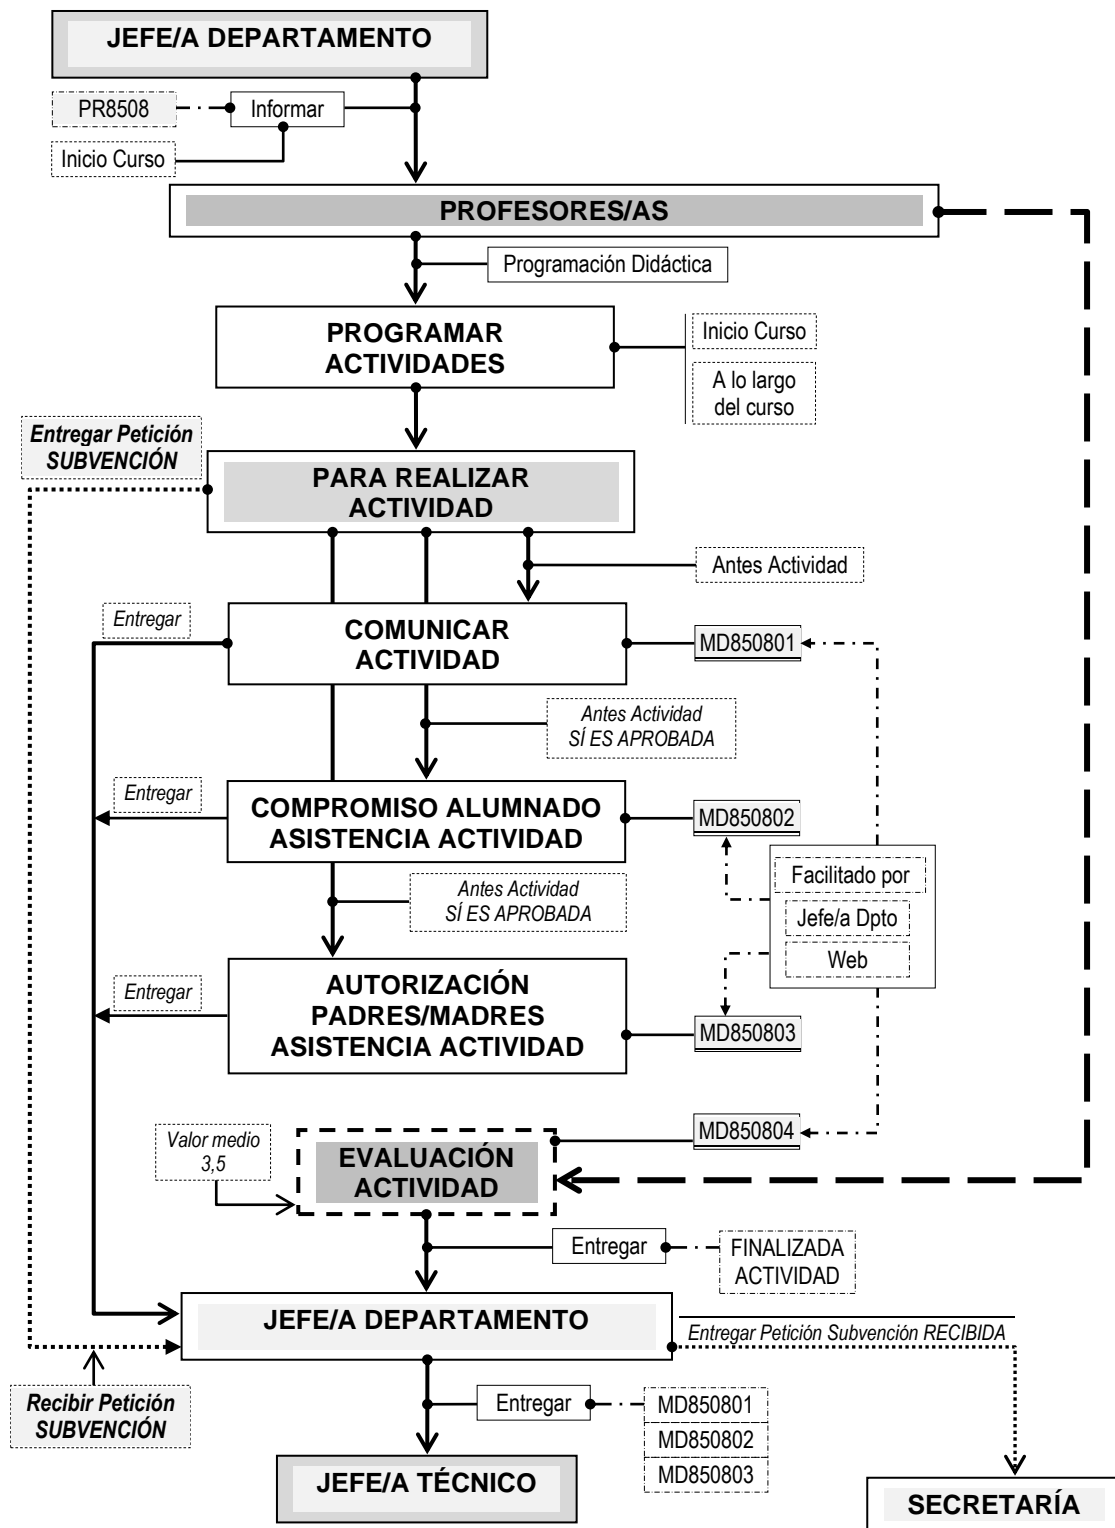 JEFE/A DEPARTAMENTO
PR8508
Informar
Inicio Curso
PROFESORES/AS
Programación Didáctica
PROGRAMAR
ACTIVIDADES
Inicio Curso
A lo largo
del curso
Entregar Petición
SUBVENCIÓN
PARA REALIZAR
ACTIVIDAD
Antes Actividad
Entregar
COMUNICAR
ACTIVIDAD
MD850801
Antes Actividad
SÍ ES APROBADA
Entregar
COMPROMISO ALUMNADO
ASISTENCIA ACTIVIDAD
MD850802
Facilitado por
Jefe/a Dpto
Web
Antes Actividad
SÍ ES APROBADA
Entregar
AUTORIZACIÓN
PADRES/MADRES
ASISTENCIA ACTIVIDAD
MD850803
MD850804
Valor medio
3,5
EVALUACIÓN
ACTIVIDAD
Entregar
FINALIZADA
ACTIVIDAD
JEFE/A DEPARTAMENTO
Entregar Petición Subvención RECIBIDA
Recibir Petición
SUBVENCIÓN
Entregar
MD850801
MD850802
MD850803
JEFE/A TÉCNICO
SECRETARÍA